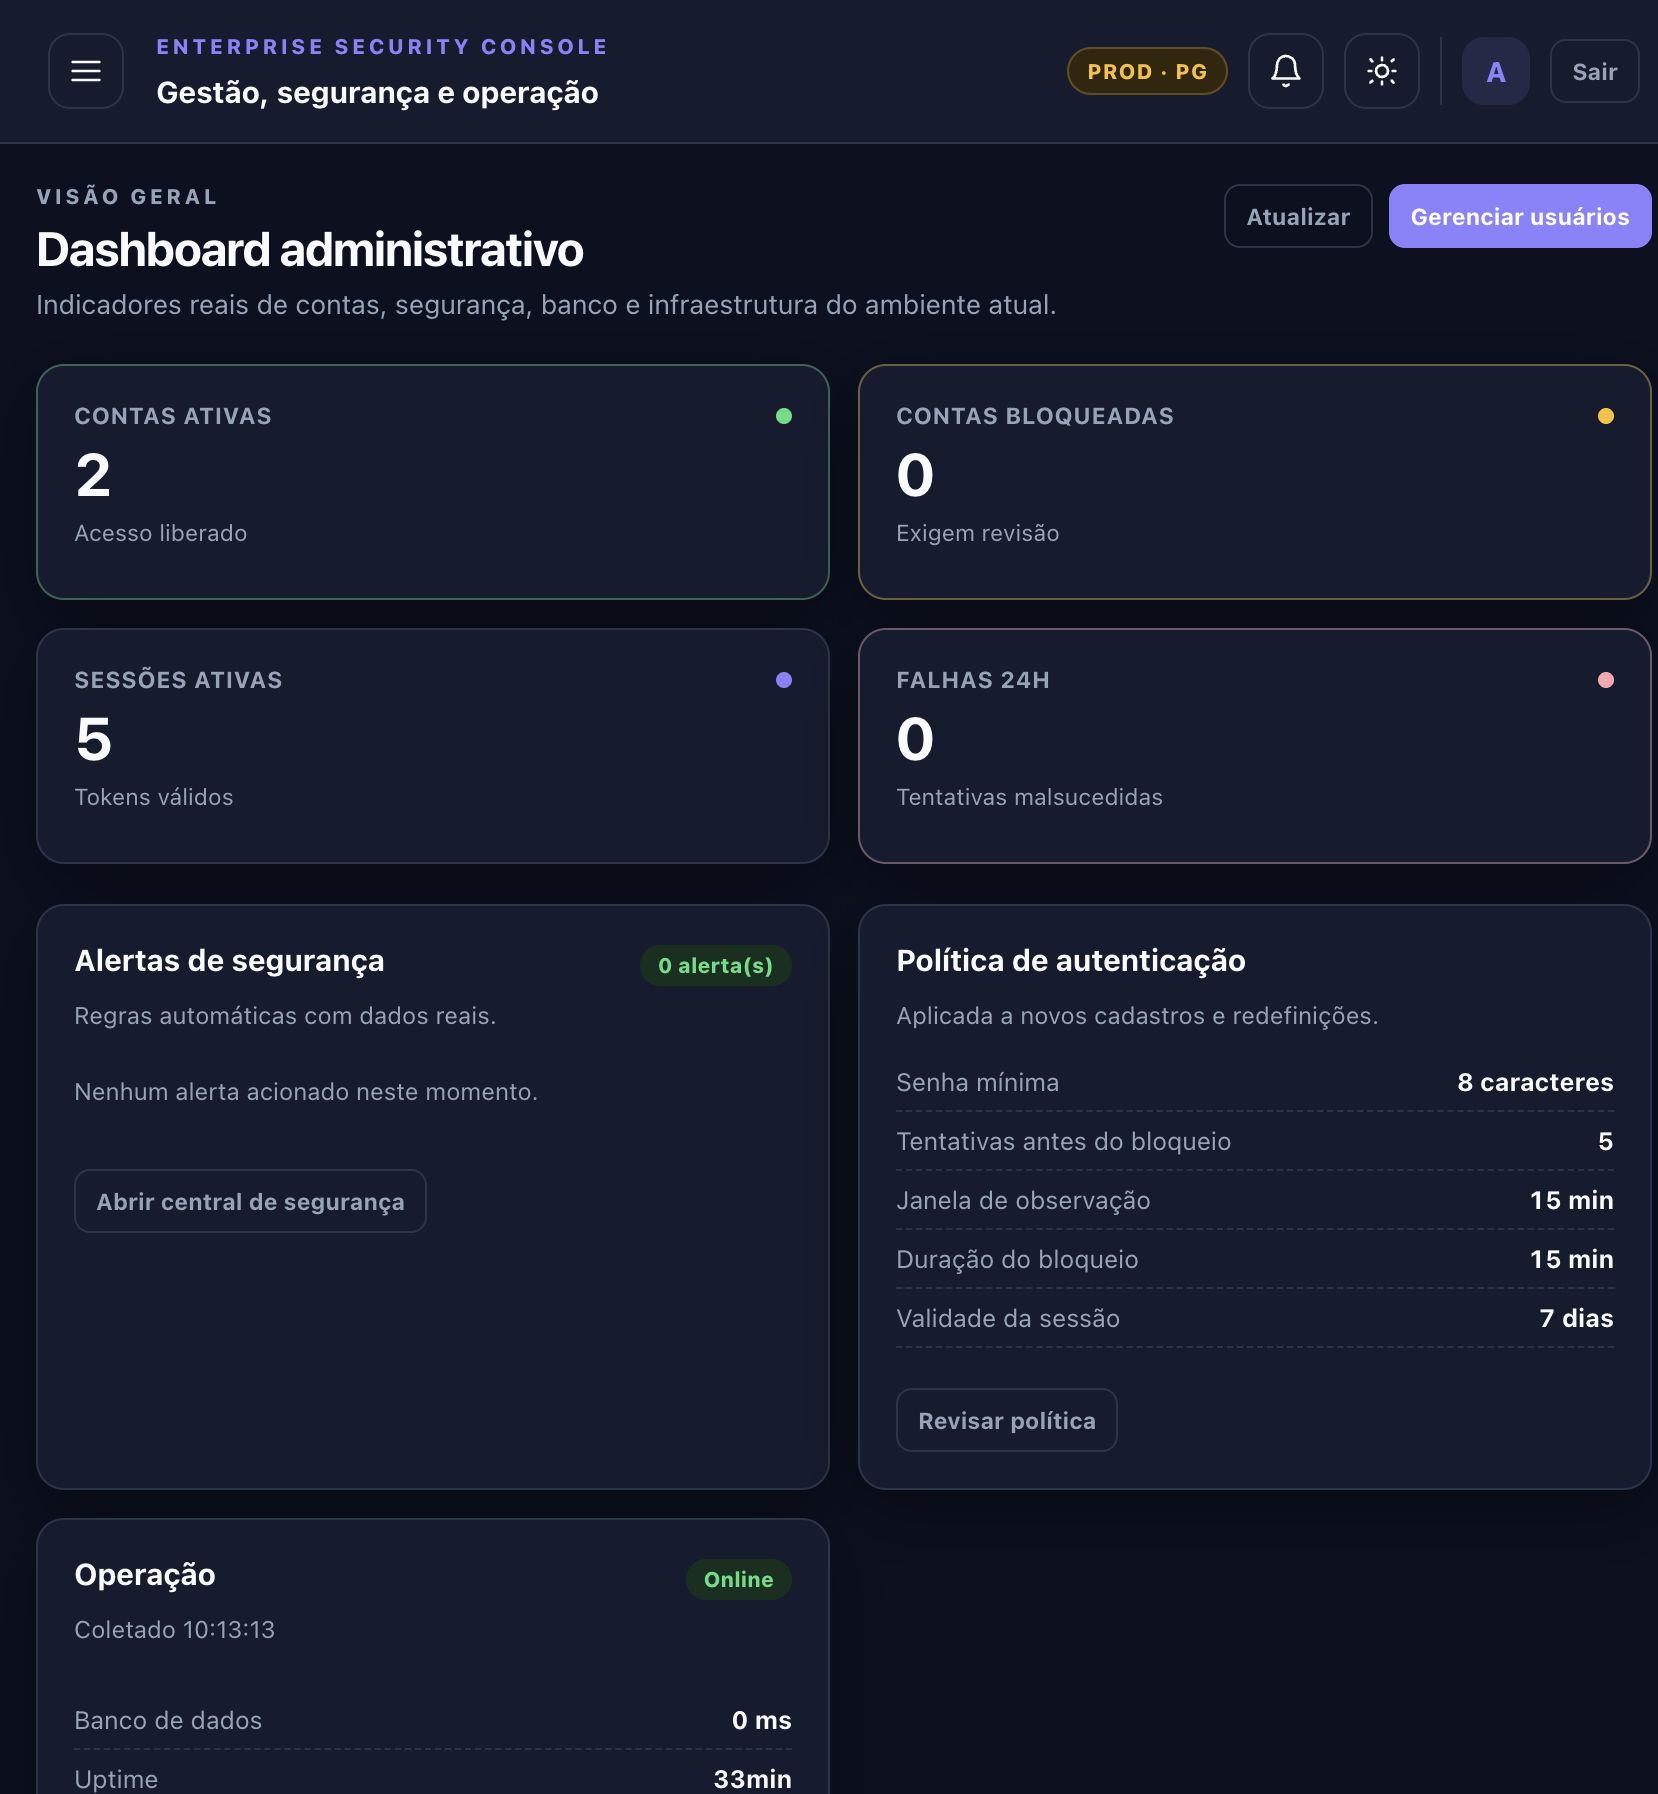 ENTERPRISE SECURITY CONSOLE
Gestão, segurança e operação
PROD · PG
A
Sair
VISÃO GERAL
Dashboard administrativo
Indicadores reais de contas, segurança, banco e infraestrutura do ambiente atual.
Atualizar
Gerenciar usuários
CONTAS ATIVAS
2
Acesso liberado
CONTAS BLOQUEADAS
0
Exigem revisão
SESSÕES ATIVAS
5
Tokens válidos
FALHAS 24H
0
Tentativas malsucedidas
Alertas de segurança
0 alerta(s)
Regras automáticas com dados reais.
Nenhum alerta acionado neste momento.
Abrir central de segurança
Política de autenticação
Aplicada a novos cadastros e redefinições.
Senha mínima 8 caracteres
Tentativas antes do bloqueio 5
Janela de observação 15 min
Duração do bloqueio 15 min
Validade da sessão 7 dias
Revisar política
Operação
Online
Coletado 10:13:13
Banco de dados 0 ms
Uptime 33min